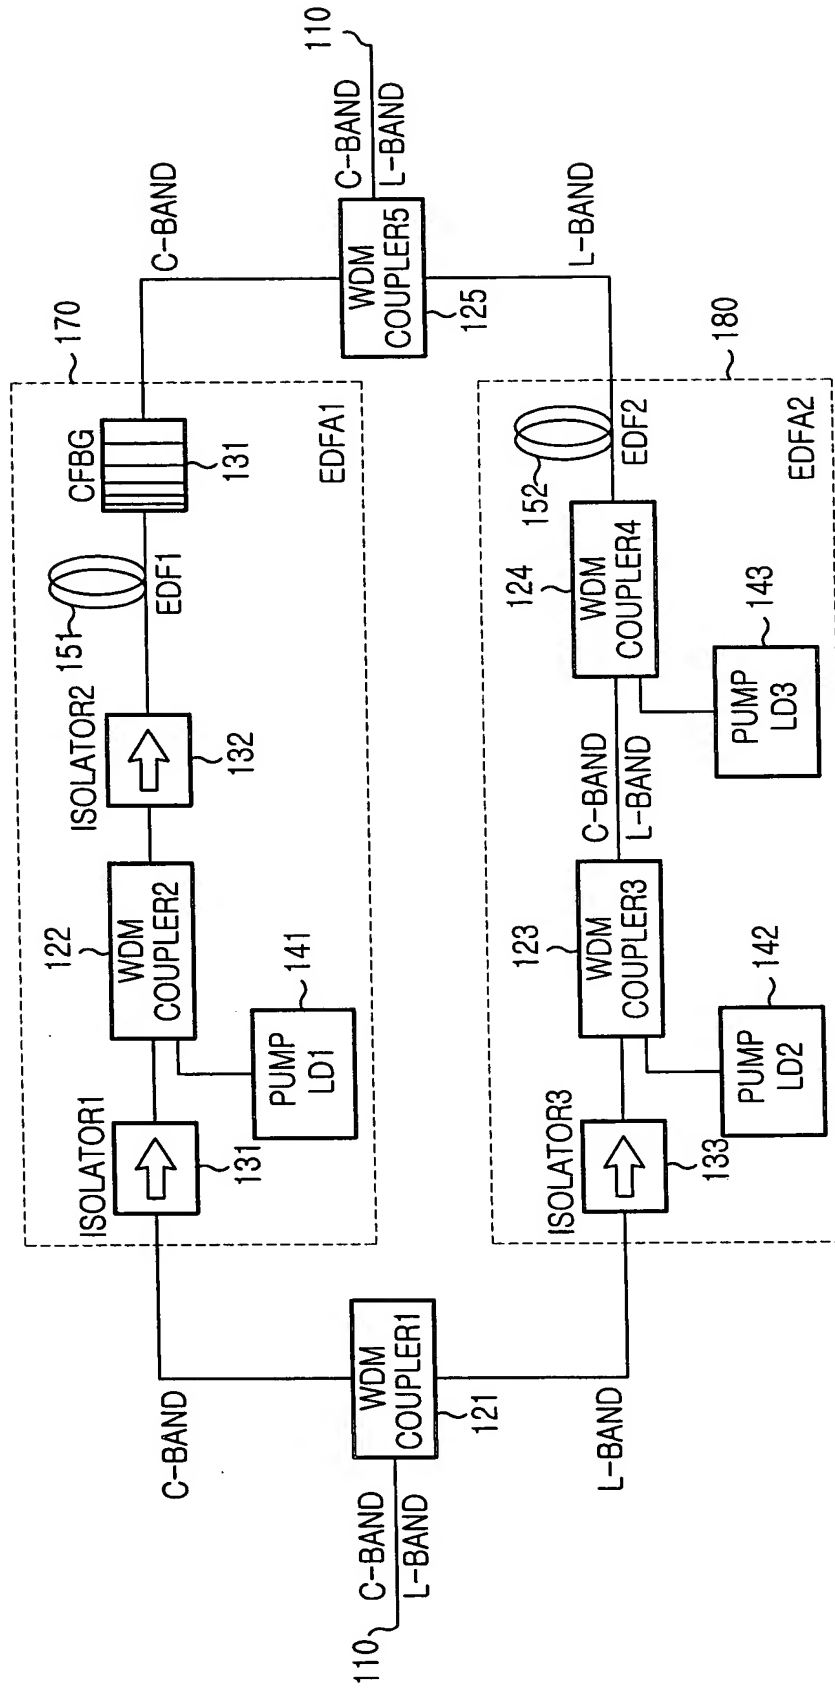 110
C-BAND
L-BAND
WDM
COUPLER1
121
C-BAND
L-BAND
ISOLATOR1
131
PUMP
LD1
141
WDM
COUPLER2
122
ISOLATOR2
132
151
EDF1
CFBG
131
EDFA1
170
C-BAND
ISOLATOR3
133
PUMP
LD2
142
WDM
COUPLER3
123
C-BAND
L-BAND
PUMP
LD3
143
WDM
COUPLER4
124
152
EDF2
EDFA2
180
L-BAND
WDM
COUPLER5
125
C-BAND
L-BAND
110